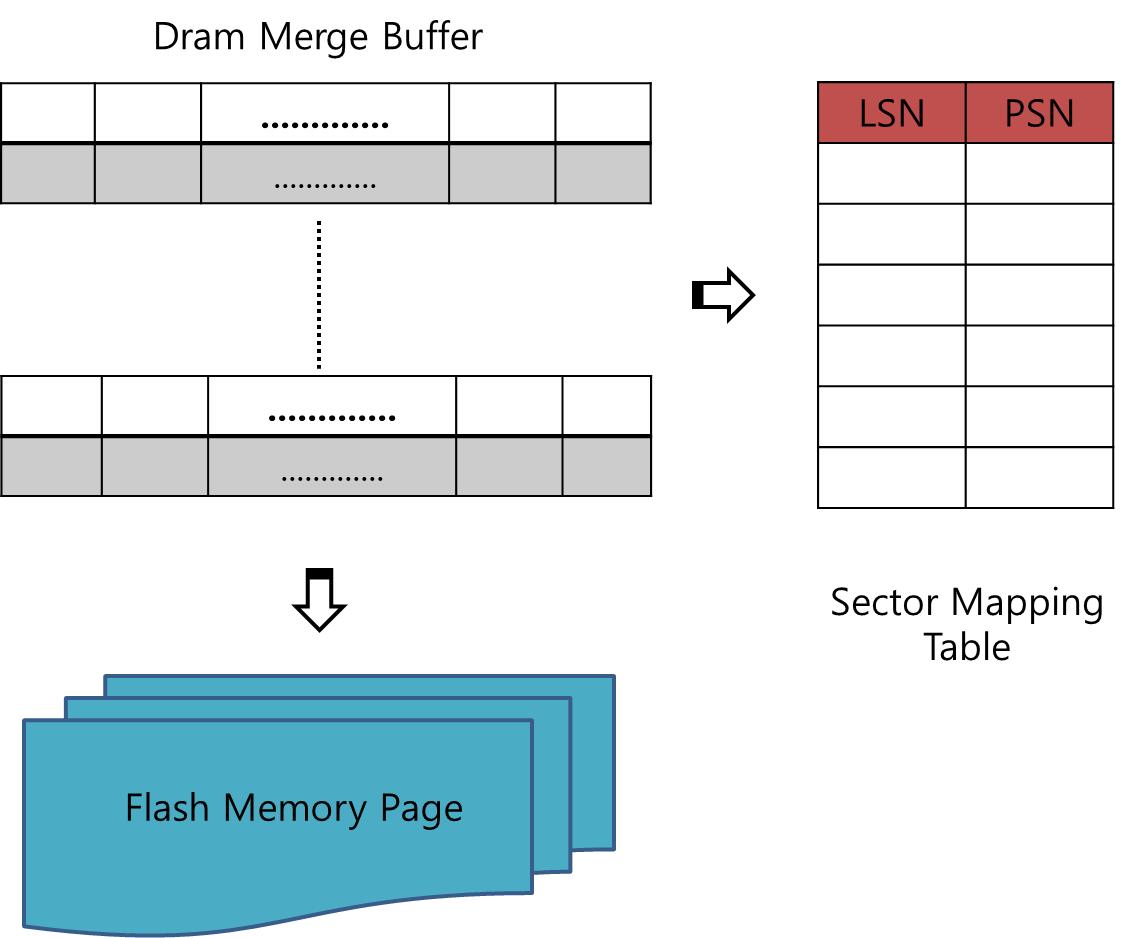 Dram Merge Buffer
LSN PSN
.............
.............
.............
.............
Sector Mapping
Table
Flash Memory Page